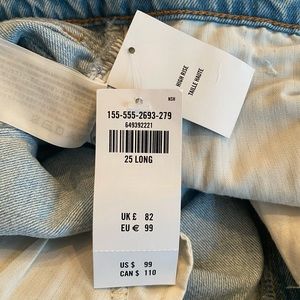 HIGH RISE
TAILLE HAUTE
NSH
155-555-2693-279
649392221
25 LONG
UK £ 82
EU € 99
US $ 99
CAN $ 110